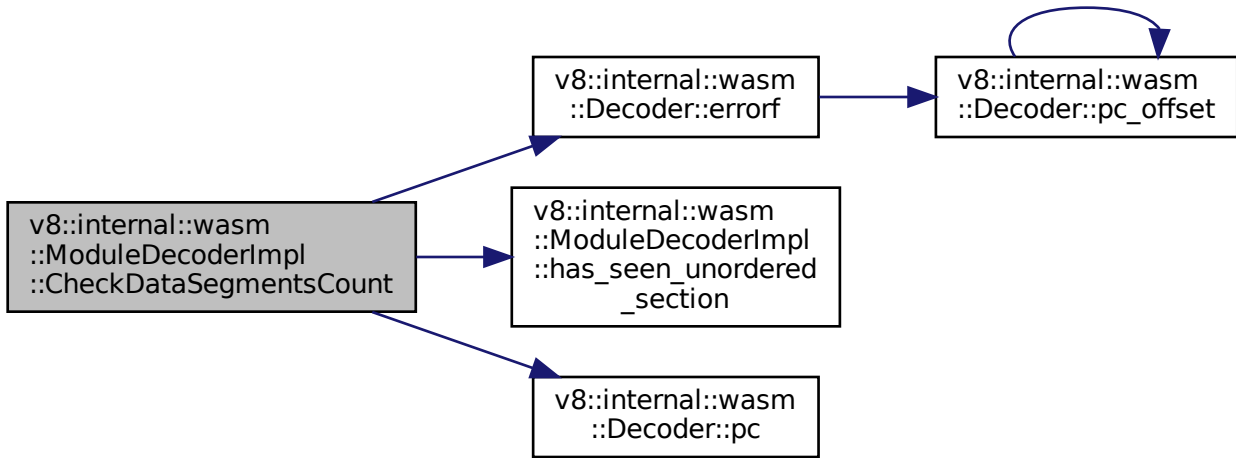 v8::internal::wasm
::ModuleDecoderImpl
::CheckDataSegmentsCount
v8::internal::wasm
::Decoder::errorf
v8::internal::wasm
::Decoder::pc_offset
v8::internal::wasm
::ModuleDecoderImpl
::has_seen_unordered
_section
v8::internal::wasm
::Decoder::pc